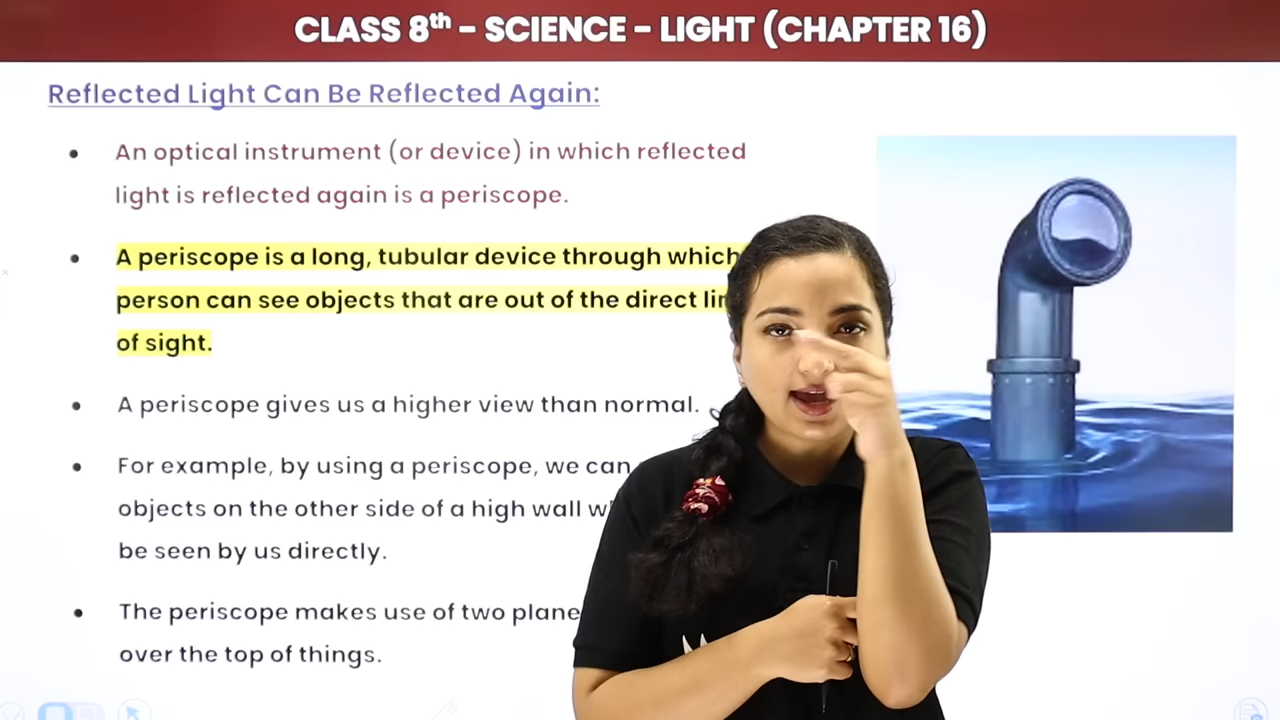 CLASS 8th – SCIENCE – LIGHT (CHAPTER 16)
Reflected Light Can Be Reflected Again:
An optical instrument (or device) in which reflected
light is reflected again is a periscope.
A periscope is a long, tubular device through which
person can see objects that are out of the direct
of sight.
A periscope gives us a higher view than normal.
For example, by using a periscope, we can
objects on the other side of a high wall
be seen by us directly.
The periscope makes use of two plane
over the top of things.